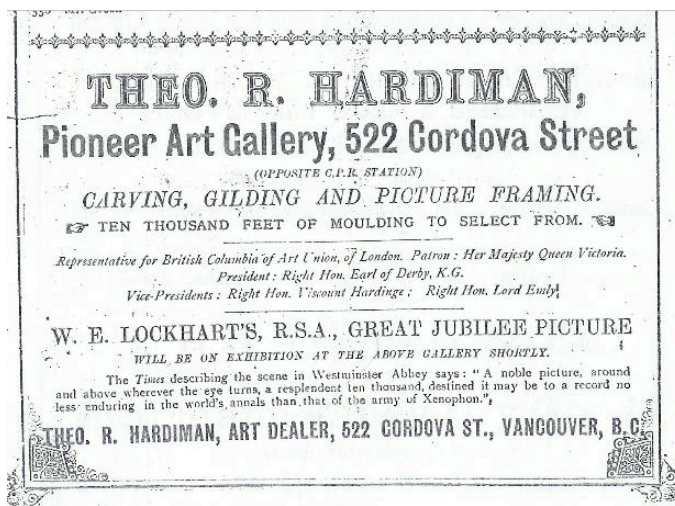 THEO. R. HARDIMAN,
Pioneer Art Gallery, 522 Cordova Street
(OPPOSITE C.P.R. STATION)
CARVING, GILDING AND PICTURE FRAMING.
TEN THOUSAND FEET OF MOULDING TO SELECT FROM.
Representative for British Columbia of Art Union, of London. Patron : Her Majesty Queen Victoria.
President : Right Hon. Earl of Derby, K.G.
Vice-Presidents : Right Hon. Viscount Hardinge ; Right Hon. Lord Emly.
W. E. LOCKHART'S, R.S.A., GREAT JUBILEE PICTURE
WILL BE ON EXHIBITION AT THE ABOVE GALLERY SHORTLY.
The Times describing the scene in Westminster Abbey says : "A noble picture, around
and above wherever the eye turns, a resplendent ten thousand, destined it may be to a record no
less enduring in the world's annals than that of the army of Xenophon."
THEO. R. HARDIMAN, ART DEALER, 522 CORDOVA ST., VANCOUVER, B.C.